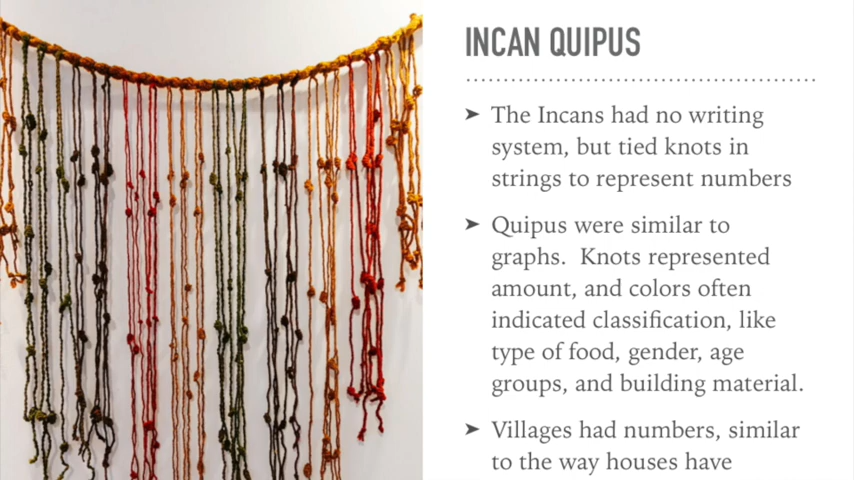 INCAN QUIPUS
➤ The Incans had no writing
system, but tied knots in
strings to represent numbers
➤ Quipus were similar to
graphs.  Knots represented
amount, and colors often
indicated classification, like
type of food, gender, age
groups, and building material.
➤ Villages had numbers, similar
to the way houses have